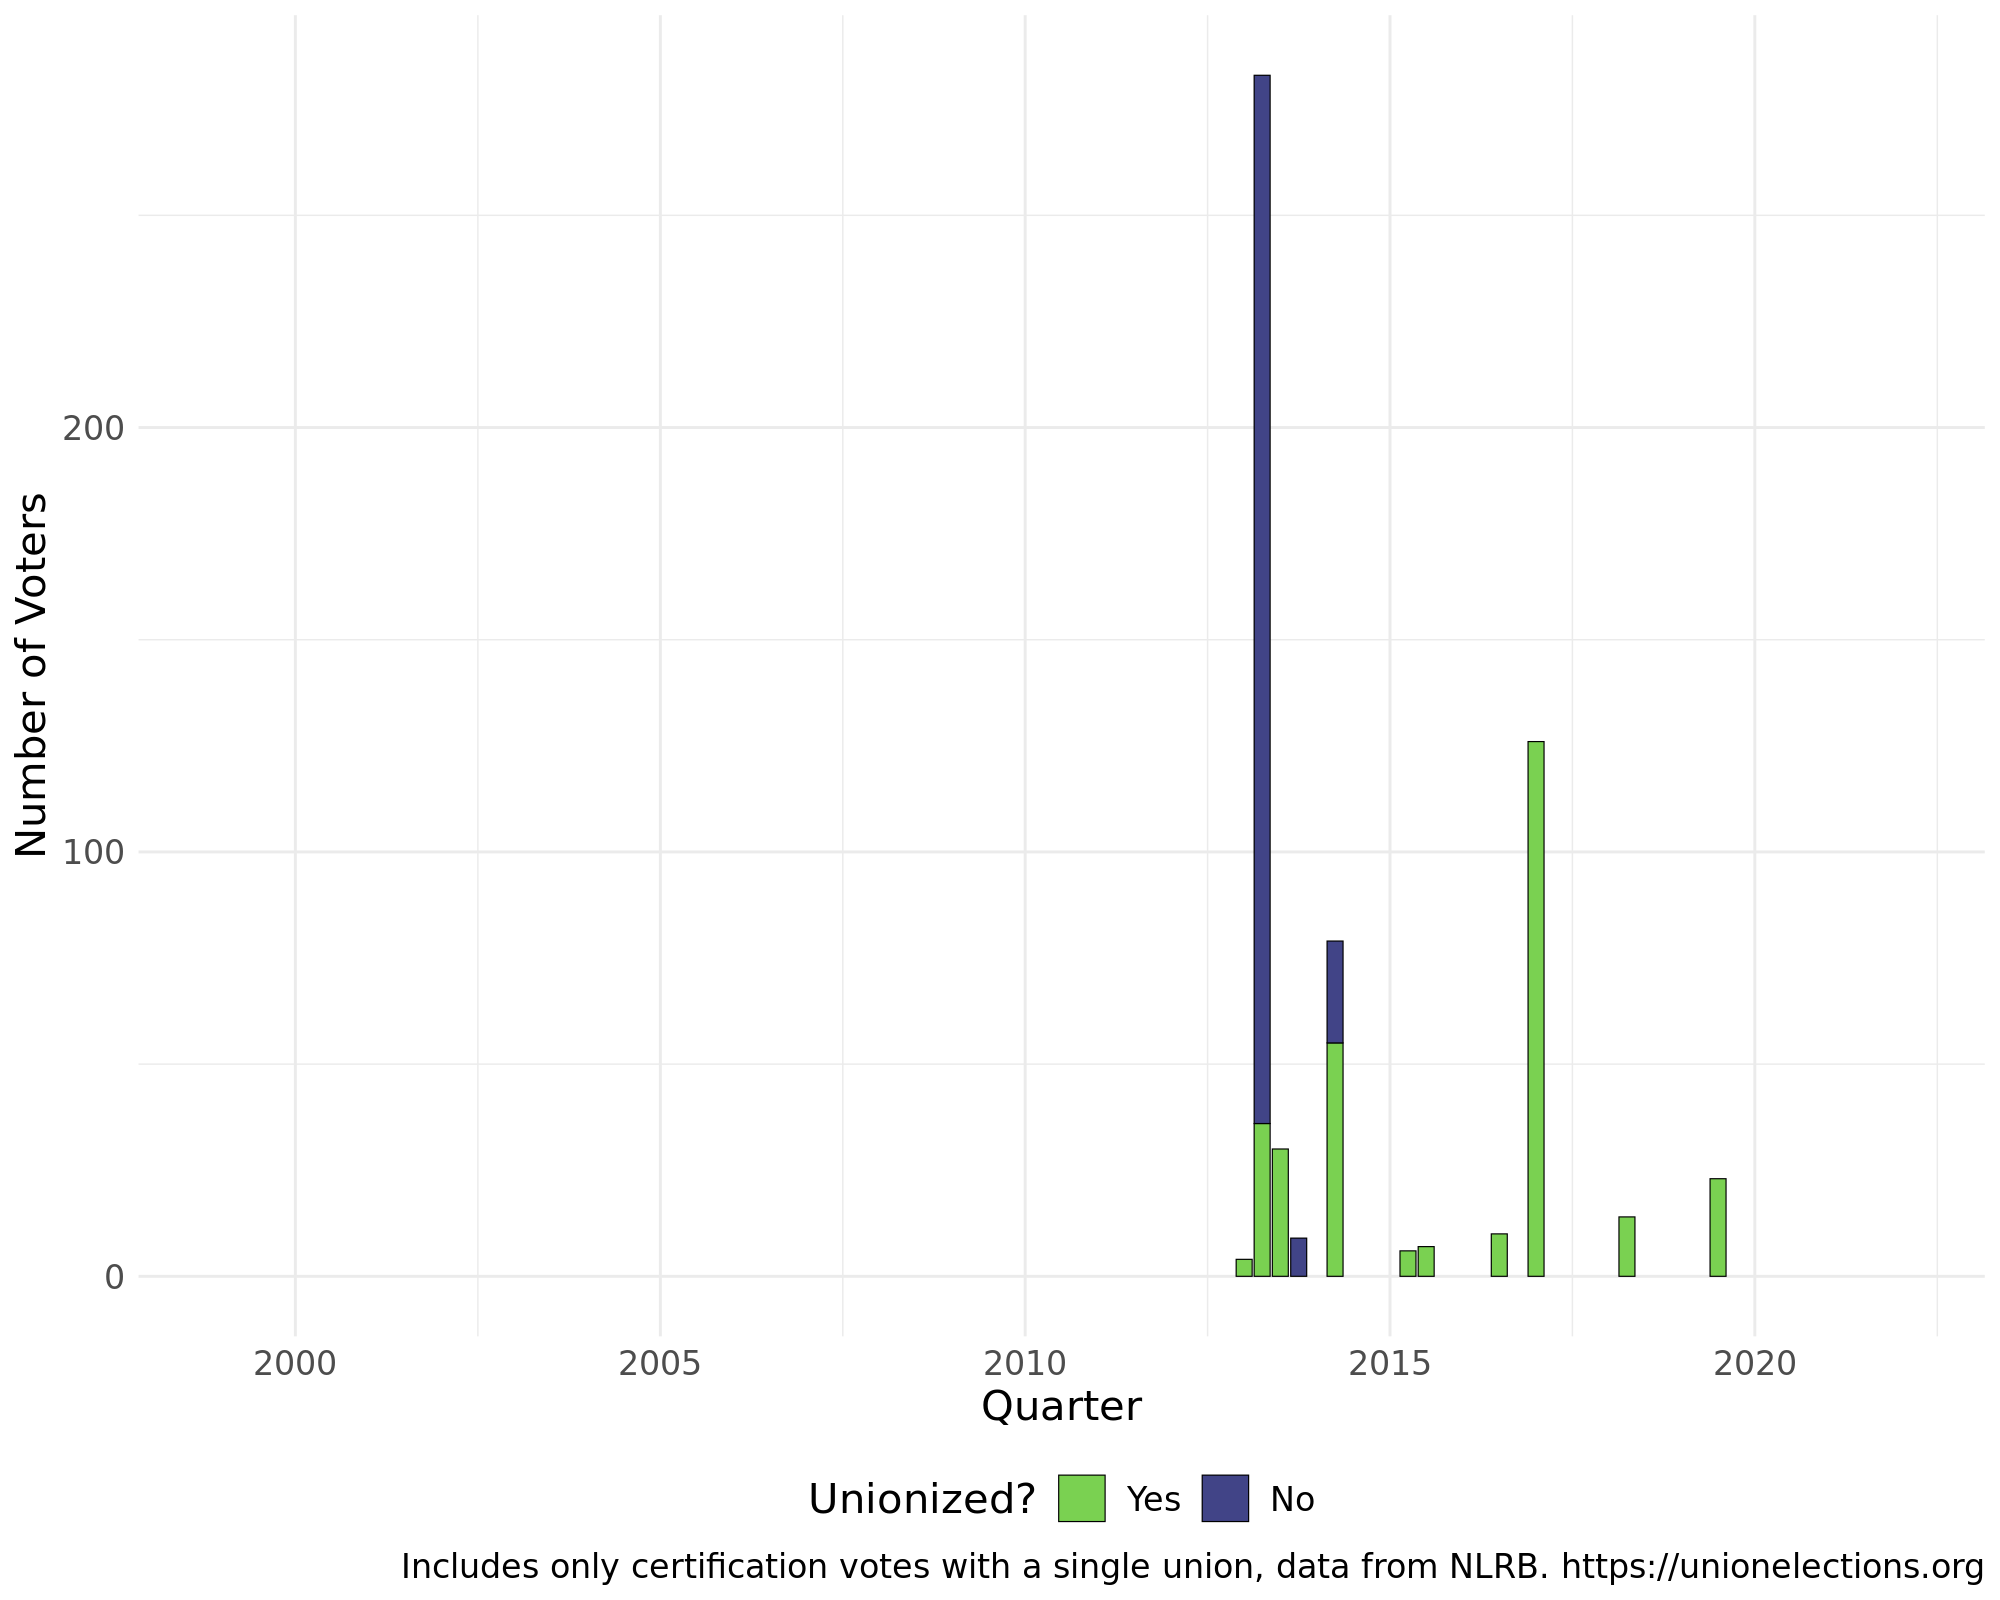 Number of Voters
200
100
0
2000 2005 2010 2015 2020
Quarter
Unionized? Yes No
Includes only certification votes with a single union, data from NLRB. https://unionelections.org